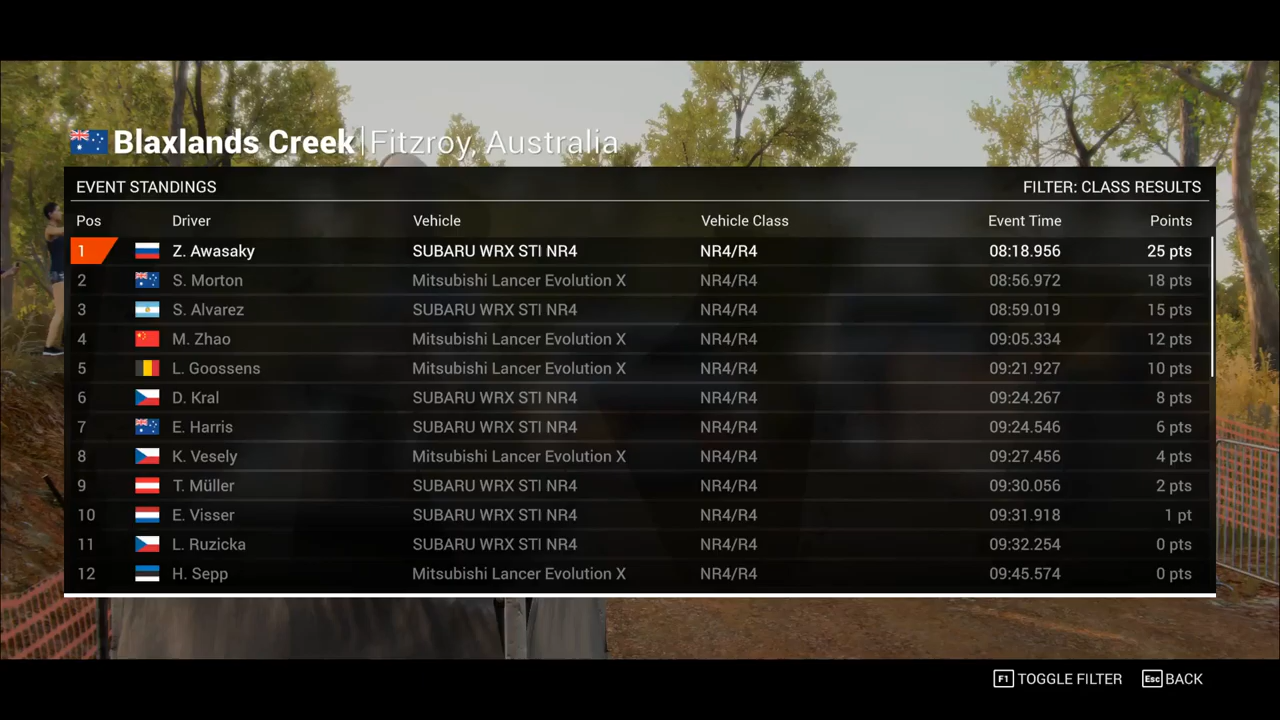 Blaxlands Creek|Fitzroy, Australia
EVENT STANDINGS FILTER: CLASS RESULTS
Pos Driver Vehicle Vehicle Class Event Time Points
1 Z. Awasaky SUBARU WRX STI NR4 NR4/R4 08:18.956 25 pts
2 S. Morton Mitsubishi Lancer Evolution X NR4/R4 08:56.972 18 pts
3 S. Alvarez SUBARU WRX STI NR4 NR4/R4 08:59.019 15 pts
4 M. Zhao Mitsubishi Lancer Evolution X NR4/R4 09:05.334 12 pts
5 L. Goossens Mitsubishi Lancer Evolution X NR4/R4 09:21.927 10 pts
6 D. Kral SUBARU WRX STI NR4 NR4/R4 09:24.267 8 pts
7 E. Harris SUBARU WRX STI NR4 NR4/R4 09:24.546 6 pts
8 K. Vesely Mitsubishi Lancer Evolution X NR4/R4 09:27.456 4 pts
9 T. Müller SUBARU WRX STI NR4 NR4/R4 09:30.056 2 pts
10 E. Visser SUBARU WRX STI NR4 NR4/R4 09:31.918 1 pt
11 L. Ruzicka SUBARU WRX STI NR4 NR4/R4 09:32.254 0 pts
12 H. Sepp Mitsubishi Lancer Evolution X NR4/R4 09:45.574 0 pts
F1 TOGGLE FILTER Esc BACK